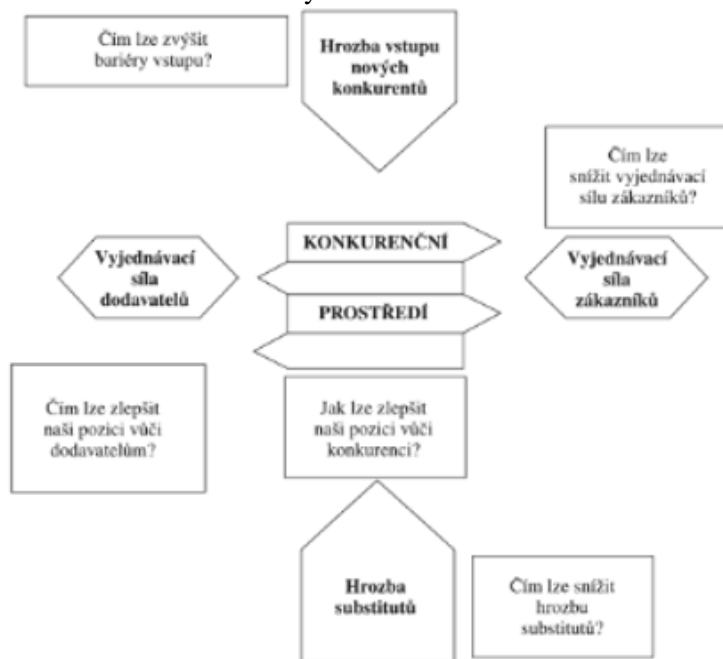 Čím lze zvýšit
bariéry vstupu?
Hrozba vstupu
nových
konkurentů
Čím lze
snížit vyjednávací
sílu zákazníků?
KONKURENČNÍ
Vyjednávací
síla
dodavatelů
Vyjednávací
síla
zákazníků
PROSTŘEDÍ
Čím lze zlepšit
naši pozici vůči
dodavatelům?
Jak lze zlepšit
naši pozici vůči
konkurenci?
Hrozba
substitutů
Čím lze snížit
hrozbu
substitutů?